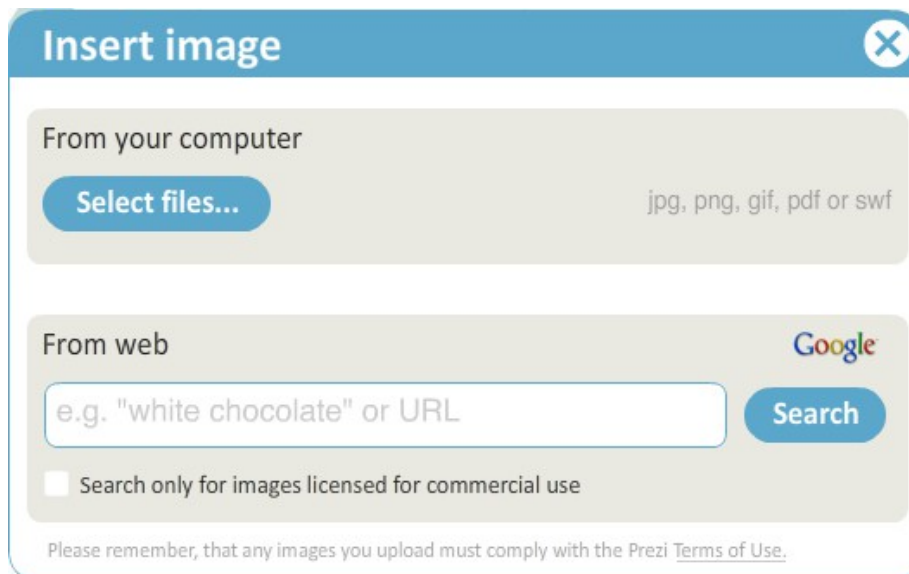 Insert image
From your computer
Select files...
jpg, png, gif, pdf or swf
From web
Google
e.g. "white chocolate" or URL
Search
Search only for images licensed for commercial use
Please remember, that any images you upload must comply with the Prezi Terms of Use.